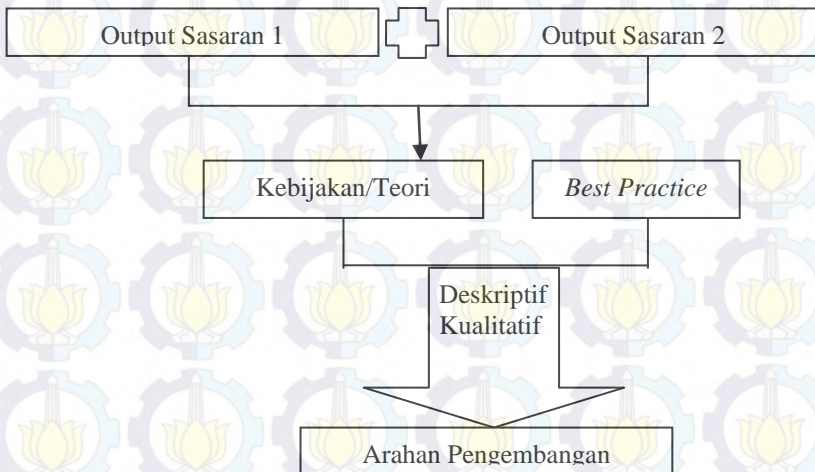 Output Sasaran 1
Output Sasaran 2
Kebijakan/Teori
Best Practice
Deskriptif
Kualitatif
Arahan Pengembangan